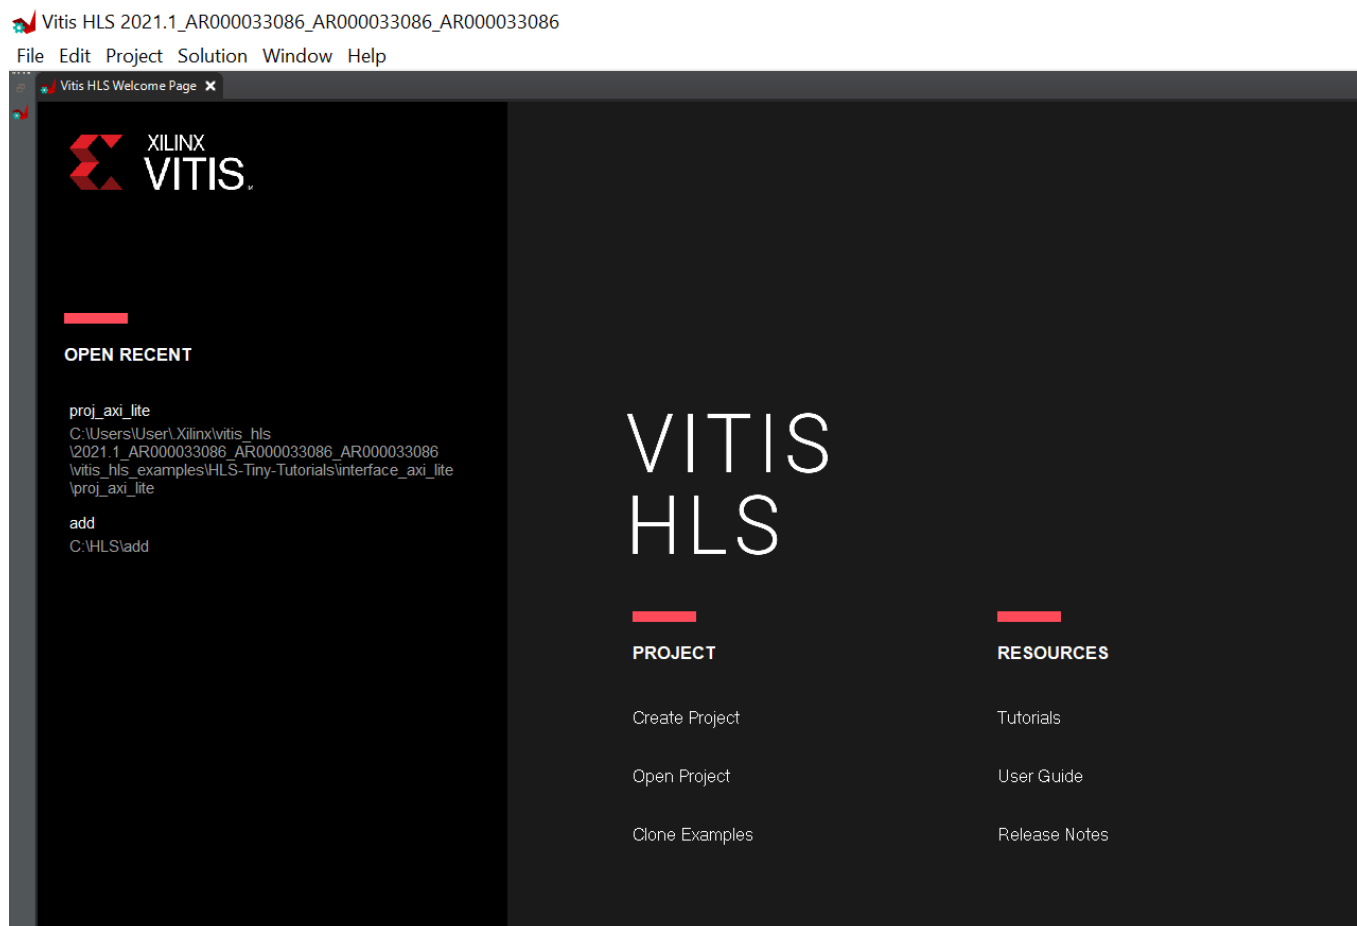 Vitis HLS 2021.1_AR000033086_AR000033086_AR000033086
File Edit Project Solution Window Help
Vitis HLS Welcome Page
XILINX
VITIS
OPEN RECENT
proj_axi_lite
C:\Users\User\.Xilinx\vitis_hls
\2021.1_AR000033086_AR000033086_AR000033086
\vitis_hls_examples\HLS-Tiny-Tutorials\interface_axi_lite
\proj_axi_lite
add
C:\HLS\add
VITIS
HLS
PROJECT
Create Project
Open Project
Clone Examples
RESOURCES
Tutorials
User Guide
Release Notes